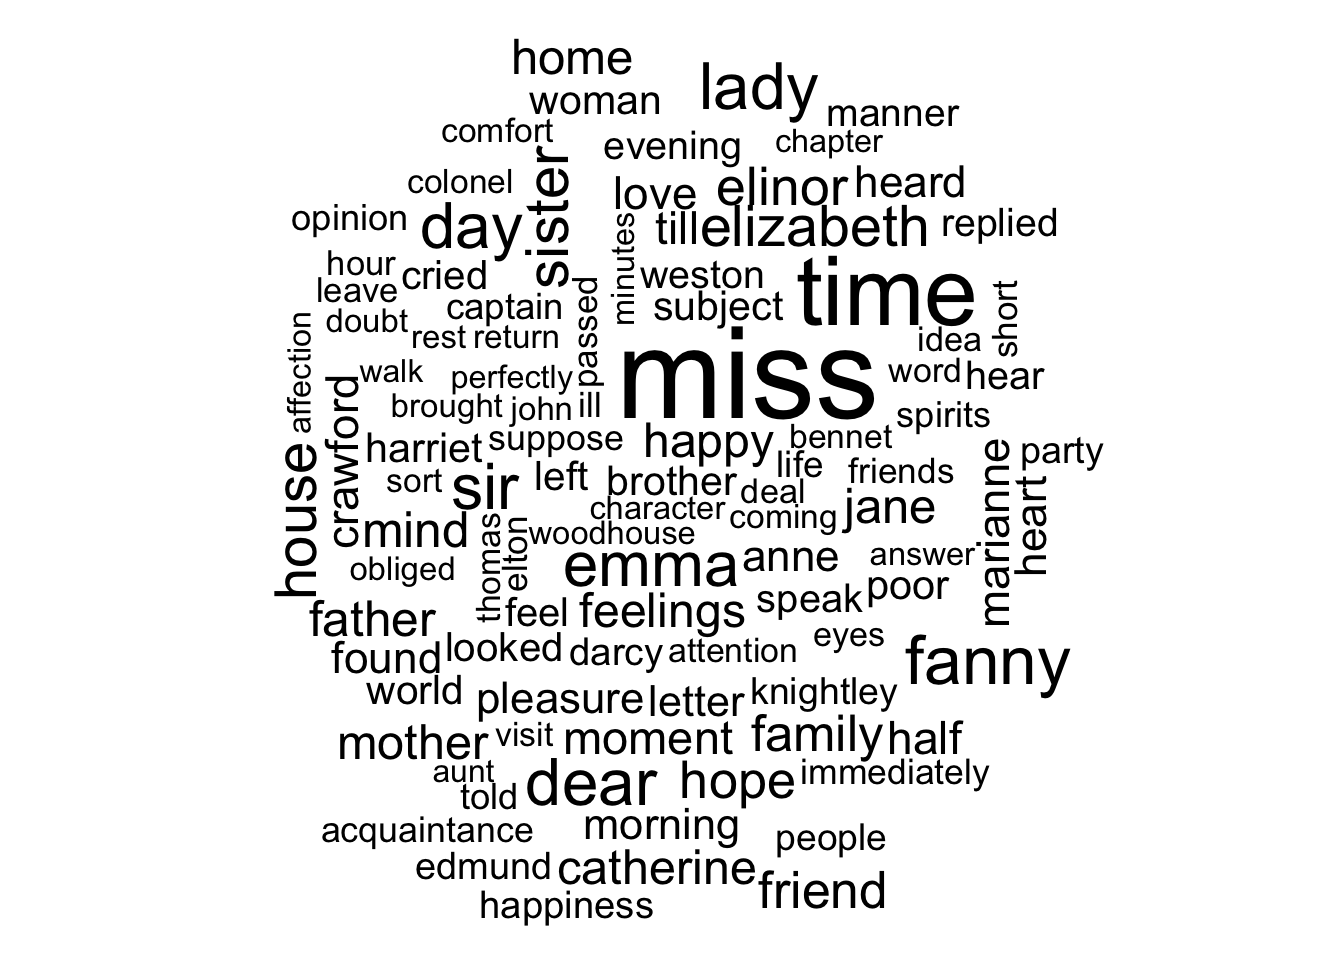 home
lady
woman
manner
comfort
evening
chapter
sister
colonel
love
elinor
heard
opinion
day
minutes
till
elizabeth
replied
hour
cried
weston
time
leave
captain
passed
subject
short
doubt
rest
return
miss
idea
affection
walk
perfectly
word
hear
crawford
brought
john
ill
spirits
harriet
suppose
happy
bennet
marianne
party
house
sort
sir
left
brother
life
friends
deal
heart
mind
character
coming
jane
thomas
elton
woodhouse
obliged
emma
anne
answer
father
feel
feelings
speak
poor
found
looked
darcy
attention
eyes
fanny
world
pleasure
letter
knightley
mother
visit
moment
family
half
aunt
told
dear
hope
immediately
acquaintance
morning
people
edmund
catherine
friend
happiness